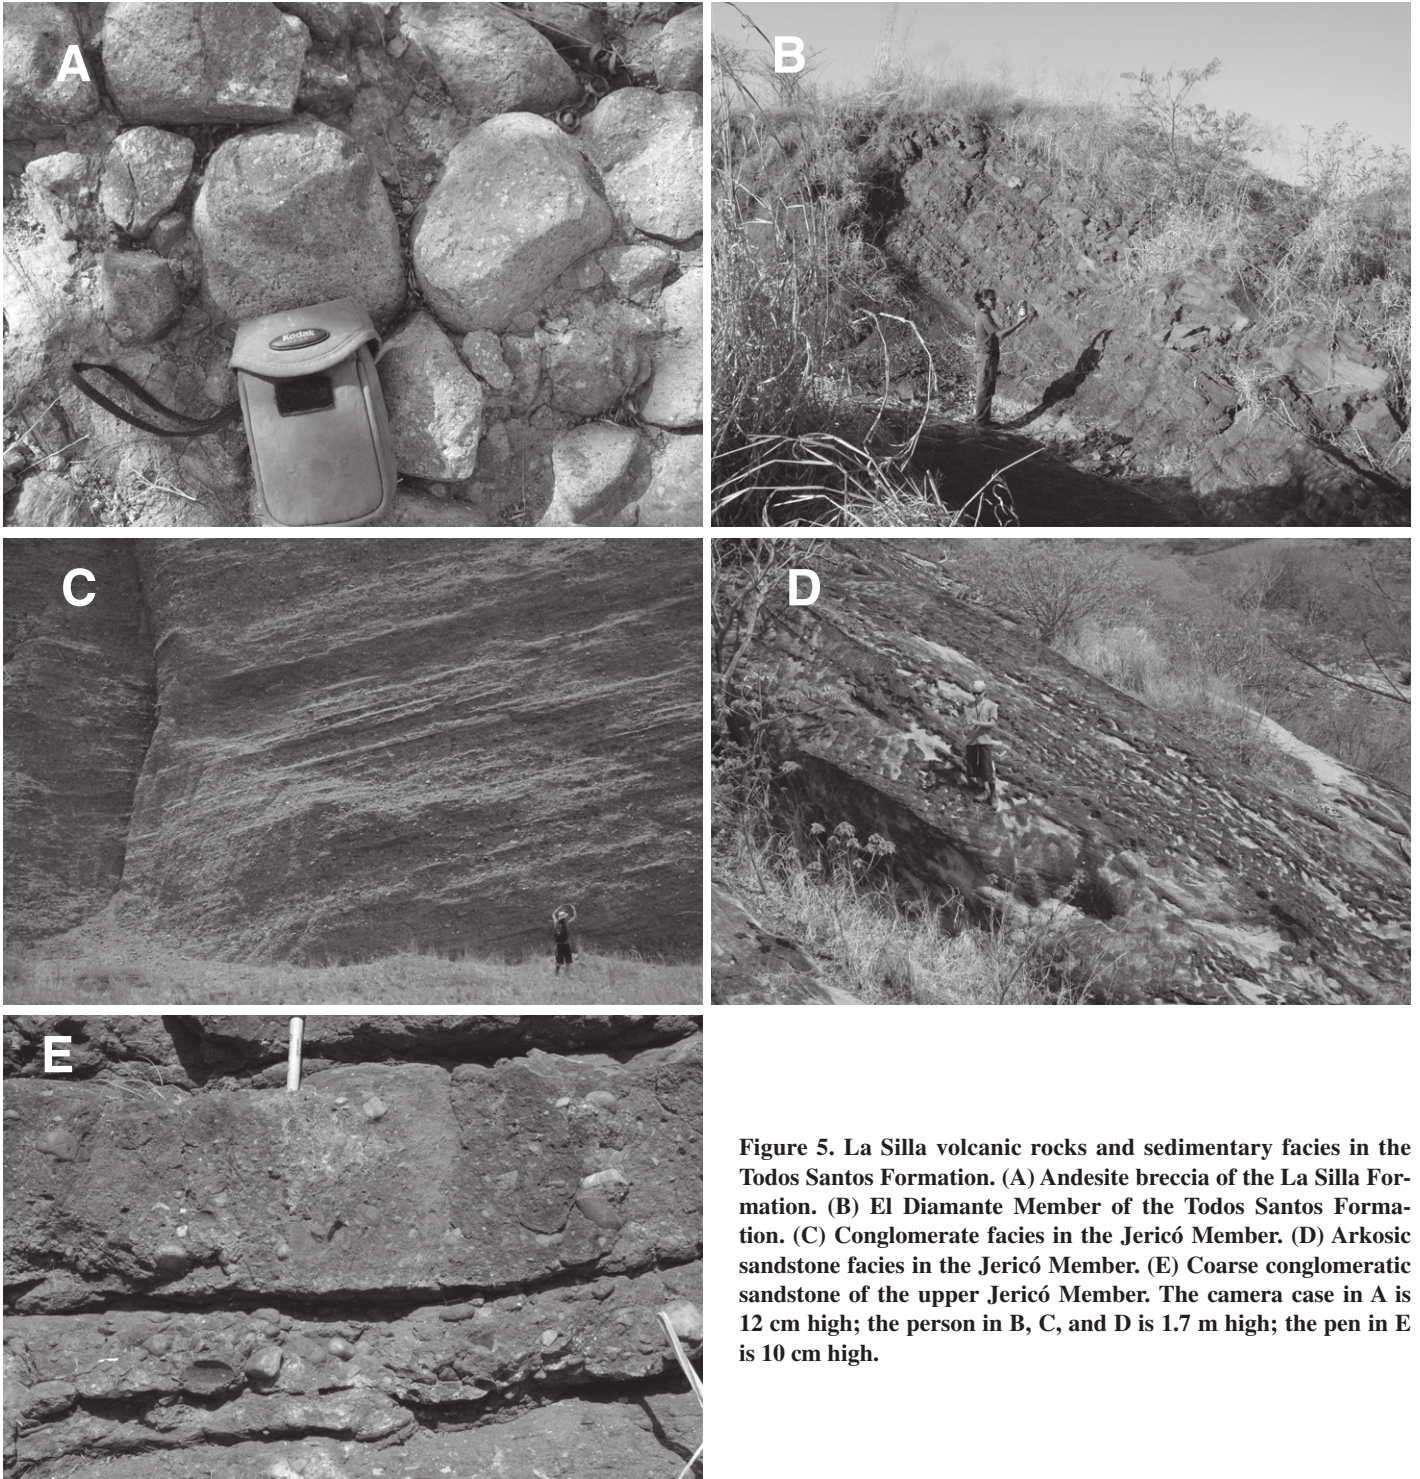 A
B
Kodak
C
D
E
Figure 5. La Silla volcanic rocks and sedimentary facies in the
Todos Santos Formation. (A) Andesite breccia of the La Silla For-
mation. (B) El Diamante Member of the Todos Santos Forma-
tion. (C) Conglomerate facies in the Jericó Member. (D) Arkosic
sandstone facies in the Jericó Member. (E) Coarse conglomeratic
sandstone of the upper Jericó Member. The camera case in A is
12 cm high; the person in B, C, and D is 1.7 m high; the pen in E
is 10 cm high.